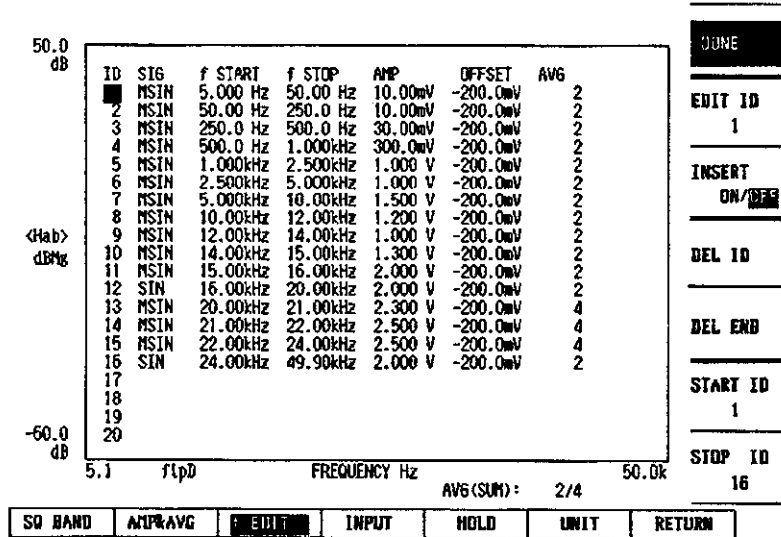 50.0
dB
ID SIG f START f STOP AMP OFFSET AVG
MSIN 5.000 Hz 50.00 Hz 10.00mV -200.0mV 2
2 MSIN 50.00 Hz 250.0 Hz 10.00mV -200.0mV 2
3 MSIN 250.0 Hz 500.0 Hz 30.00mV -200.0mV 2
4 MSIN 500.0 Hz 1.000kHz 300.0mV -200.0mV 2
5 MSIN 1.000kHz 2.500kHz 1.000 V -200.0mV 2
6 MSIN 2.500kHz 5.000kHz 1.000 V -200.0mV 2
7 MSIN 5.000kHz 10.00kHz 1.500 V -200.0mV 2
8 MSIN 10.00kHz 12.00kHz 1.200 V -200.0mV 2
9 MSIN 12.00kHz 14.00kHz 1.000 V -200.0mV 2
10 MSIN 14.00kHz 15.00kHz 1.300 V -200.0mV 2
11 MSIN 15.00kHz 16.00kHz 2.000 V -200.0mV 2
12 SIN 16.00kHz 20.00kHz 2.000 V -200.0mV 2
13 MSIN 20.00kHz 21.00kHz 2.300 V -200.0mV 4
14 MSIN 21.00kHz 22.00kHz 2.500 V -200.0mV 4
15 MSIN 22.00kHz 24.00kHz 2.500 V -200.0mV 4
16 SIN 24.00kHz 49.90kHz 2.000 V -200.0mV 2
17
18
19
20
<Hab>
dBMg
-60.0
dB
5.1 flpD FREQUENCY Hz 50.0k
AVG(SUM): 2/4
DONE
EDIT ID
1
INSERT
ON/OFF
DEL ID
DEL END
START ID
1
STOP ID
16
SQ BAND AMP&AVG EDIT INPUT HOLD UNIT RETURN